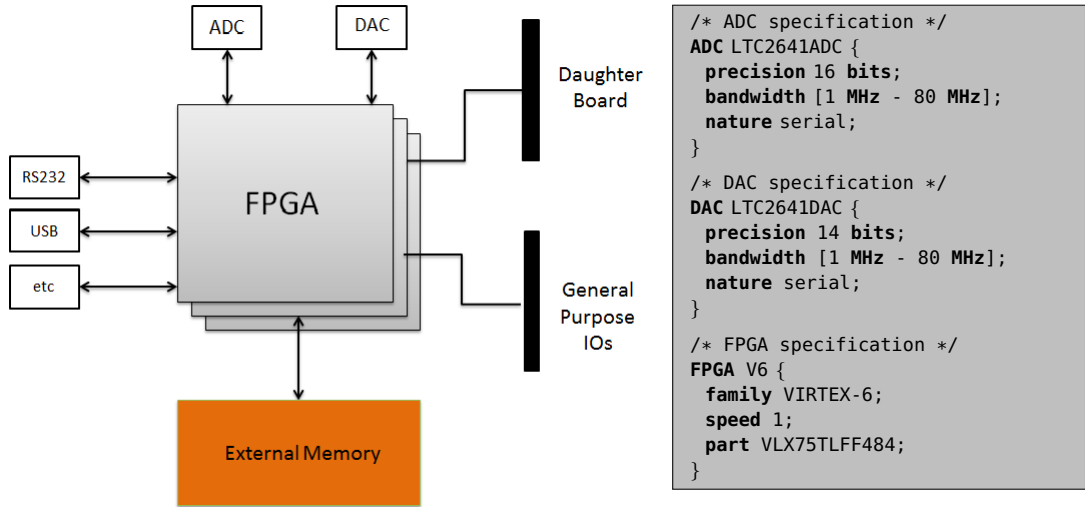 ADC
DAC
Daughter
Board
FPGA
RS232
USB
etc
General
Purpose
IOs
External Memory
/* ADC specification */
ADC LTC2641ADC {
precision 16 bits;
bandwidth [1 MHz - 80 MHz];
nature serial;
}
/* DAC specification */
DAC LTC2641DAC {
precision 14 bits;
bandwidth [1 MHz - 80 MHz];
nature serial;
}
/* FPGA specification */
FPGA V6 {
family VIRTEX-6;
speed 1;
part VLX75TLFF484;
}